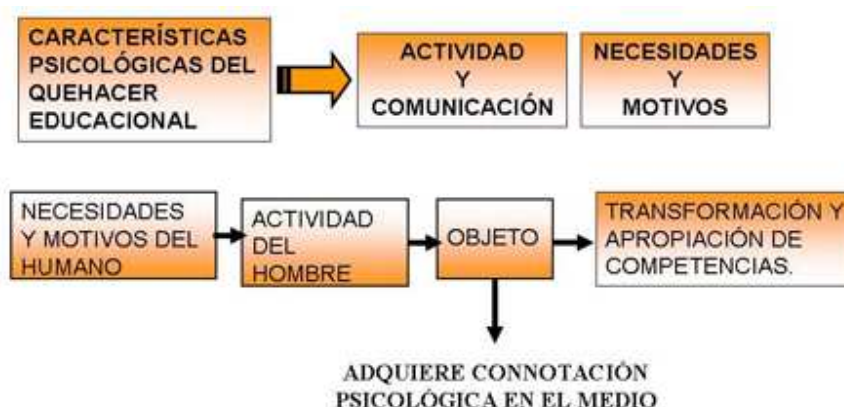 CARACTERÍSTICAS
PSICOLÓGICAS DEL
QUEHACER
EDUCACIONAL
ACTIVIDAD
Y
COMUNICACIÓN
NECESIDADES
Y
MOTIVOS
NECESIDADES
Y MOTIVOS DEL
HUMANO
ACTIVIDAD
DEL
HOMBRE
OBJETO
TRANSFORMACIÓN Y
APROPIACIÓN DE
COMPETENCIAS.
ADQUIERE CONNOTACIÓN
PSICOLÓGICA EN EL MEDIO